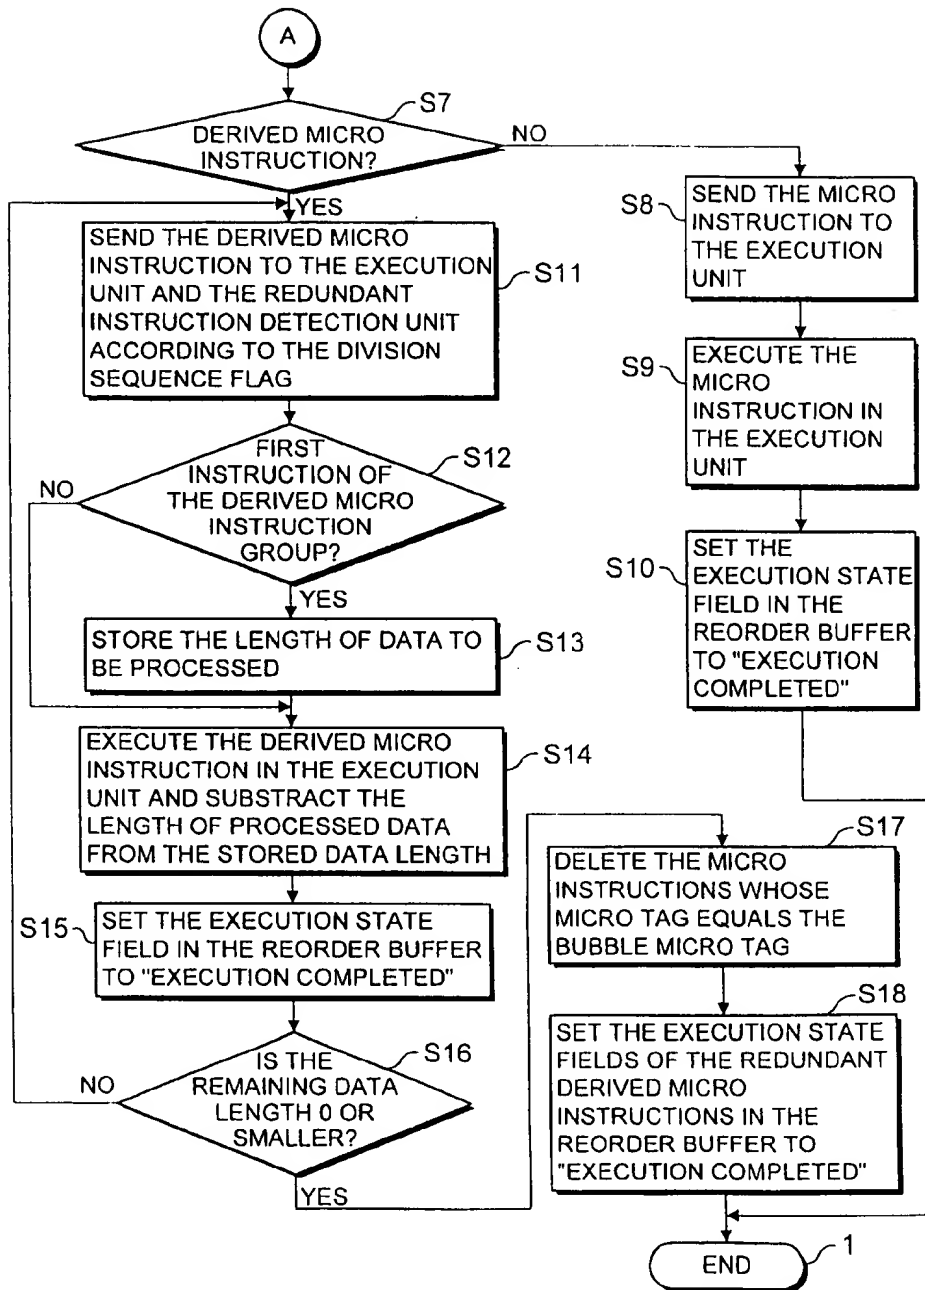 A
S7
DERIVED MICRO
INSTRUCTION?
NO
YES
S8
SEND THE MICRO
INSTRUCTION TO
THE EXECUTION
UNIT
SEND THE DERIVED MICRO
INSTRUCTION TO THE EXECUTION
UNIT AND THE REDUNDANT
INSTRUCTION DETECTION UNIT
ACCORDING TO THE DIVISION
SEQUENCE FLAG
S11
S9
EXECUTE THE
MICRO
INSTRUCTION IN
THE EXECUTION
UNIT
FIRST
INSTRUCTION OF
THE DERIVED MICRO
INSTRUCTION
GROUP?
S12
NO
YES
S10
SET THE
EXECUTION STATE
FIELD IN THE
REORDER BUFFER
TO "EXECUTION
COMPLETED"
STORE THE LENGTH OF DATA TO
BE PROCESSED
S13
EXECUTE THE DERIVED MICRO
INSTRUCTION IN THE EXECUTION
UNIT AND SUBSTRACT THE
LENGTH OF PROCESSED DATA
FROM THE STORED DATA LENGTH
S14
S15
SET THE EXECUTION STATE
FIELD IN THE REORDER BUFFER
TO "EXECUTION COMPLETED"
IS THE
REMAINING DATA
LENGTH 0 OR
SMALLER?
S16
NO
YES
S17
DELETE THE MICRO
INSTRUCTIONS WHOSE
MICRO TAG EQUALS THE
BUBBLE MICRO TAG
S18
SET THE EXECUTION STATE
FIELDS OF THE REDUNDANT
DERIVED MICRO
INSTRUCTIONS IN THE
REORDER BUFFER TO
"EXECUTION COMPLETED"
END
1